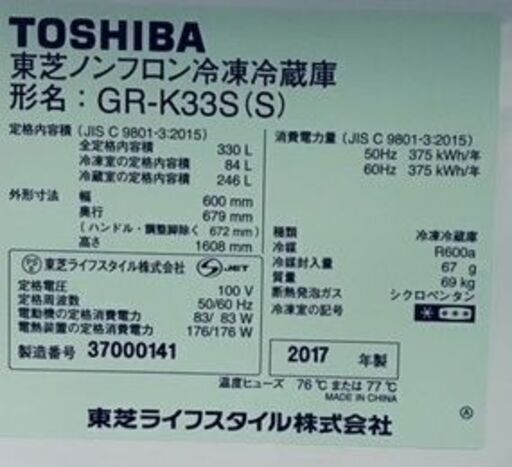 TOSHIBA
東芝ノンフロン冷凍冷蔵庫
形名：GR-K33S(S)
定格内容積（JIS C 9801-3:2015）
全定格内容積 330 L
冷凍室の定格内容積 84 L
冷蔵室の定格内容積 246 L
外形寸法 幅 600 mm
奥行 679 mm
（ハンドル・調整脚除く 672 mm）
高さ 1608 mm
消費電力量（JIS C 9801-3:2015）
50Hz 375 kWh/年
60Hz 375 kWh/年
種類 冷凍冷蔵庫
冷媒 R600a
冷媒封入量 67 g
質量 69 kg
断熱発泡ガス シクロペンタン
冷凍室の記号
東芝ライフスタイル株式会社 JET
定格電圧 100 V
定格周波数 50/60 Hz
電動機の定格消費電力 83/ 83 W
電熱装置の定格消費電力 176/176 W
製造番号 37000141
2017 年製
温度ヒューズ 76℃または77℃
MADE IN CHINA
東芝ライフスタイル株式会社
Ⓐ